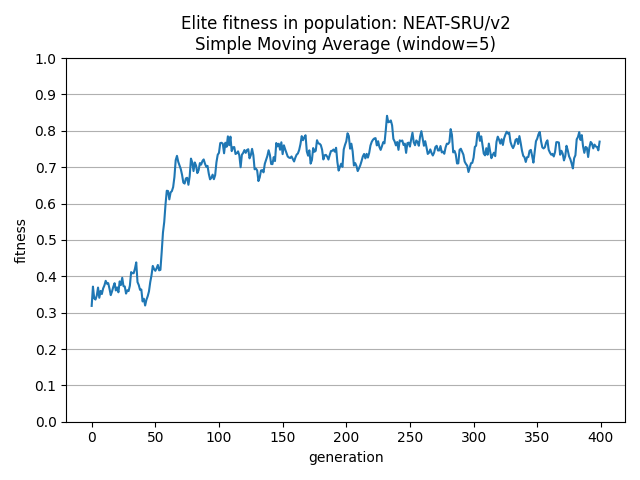 Elite fitness in population: NEAT-SRU/v2
Simple Moving Average (window=5)
1.0
0.9
0.8
0.7
0.6
0.5
0.4
0.3
0.2
0.1
0.0
fitness
0 50 100 150 200 250 300 350 400
generation